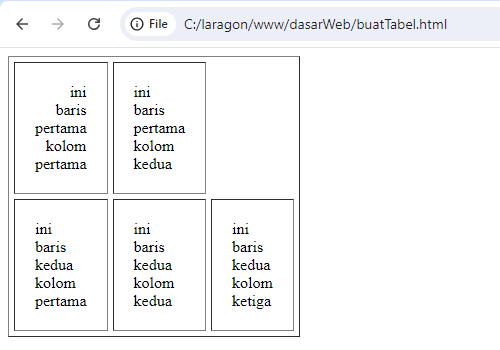 File C:/laragon/www/dasarWeb/buatTabel.html
ini
baris
pertama
kolom
pertama
ini
baris
pertama
kolom
kedua
ini
baris
kedua
kolom
pertama
ini
baris
kedua
kolom
kedua
ini
baris
kedua
kolom
ketiga